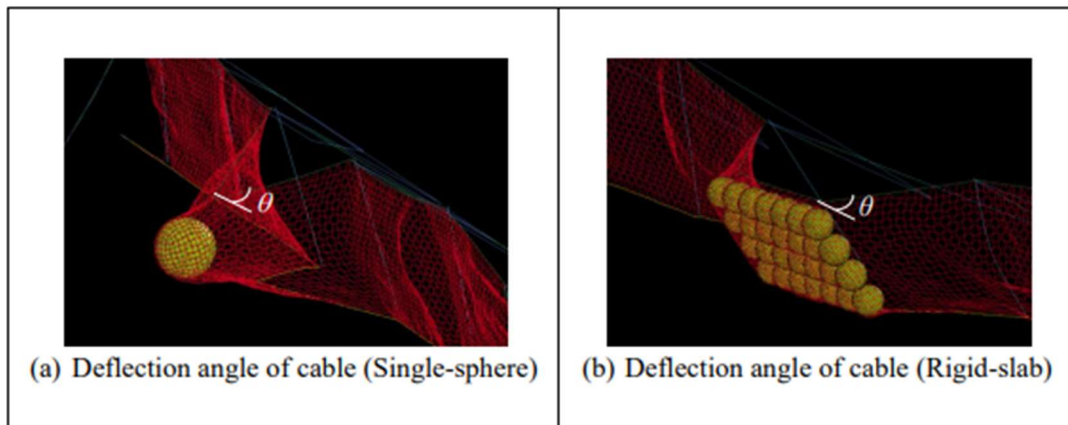 θ
θ
(a) Deflection angle of cable (Single-sphere)
(b) Deflection angle of cable (Rigid-slab)